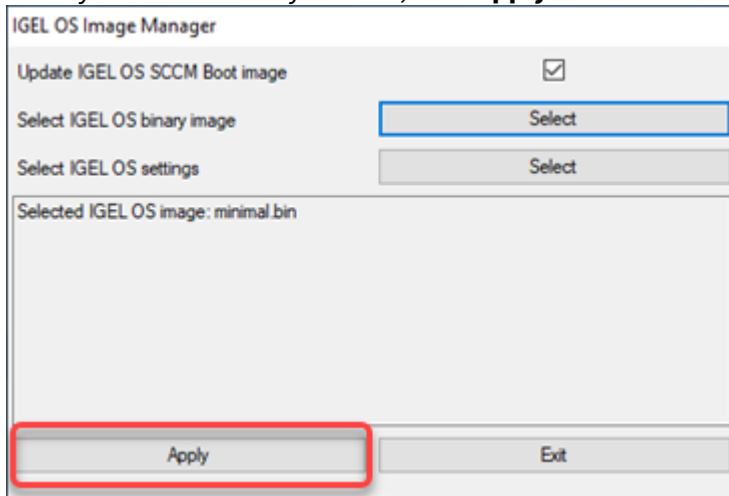 IGEL OS Image Manager
Update IGEL OS SCCM Boot image
Select IGEL OS binary image Select
Select IGEL OS settings Select
Selected IGEL OS image: minimal.bin
Apply Exit